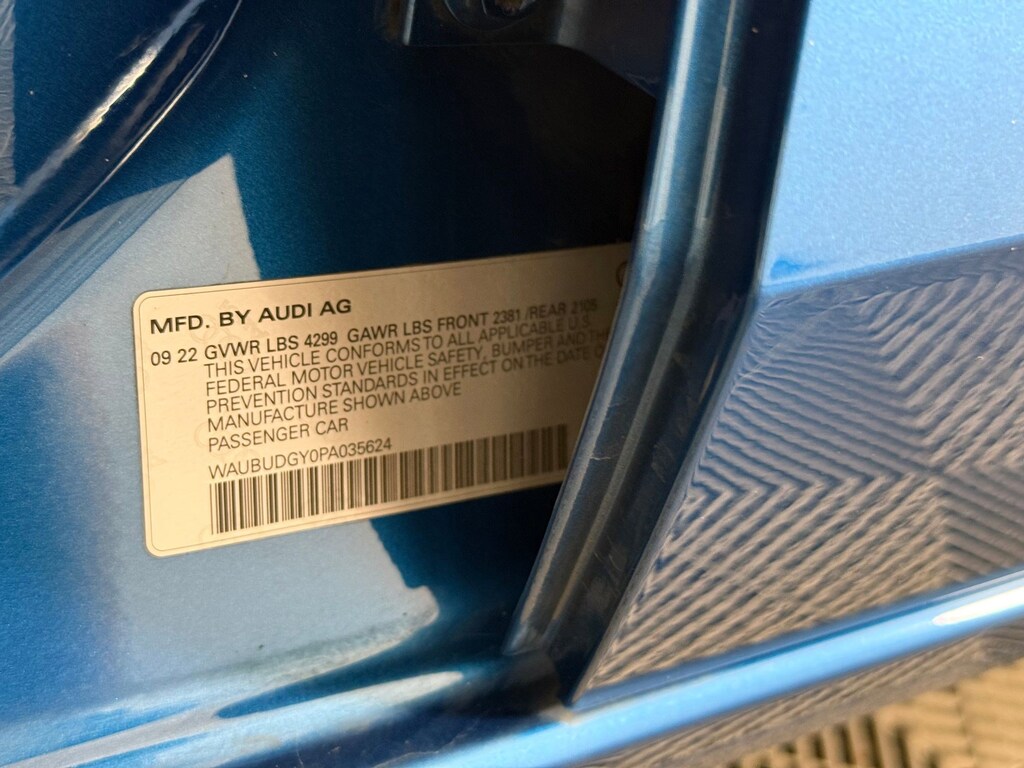 MFD. BY AUDI AG
09 22 GVWR LBS 4299 GAWR LBS FRONT 2381 /REAR 2105
THIS VEHICLE CONFORMS TO ALL APPLICABLE U.S.
FEDERAL MOTOR VEHICLE SAFETY, BUMPER AND
PREVENTION STANDARDS IN EFFECT ON THE DATE
MANUFACTURE SHOWN ABOVE
PASSENGER CAR
WAUBUDGY0PA035624